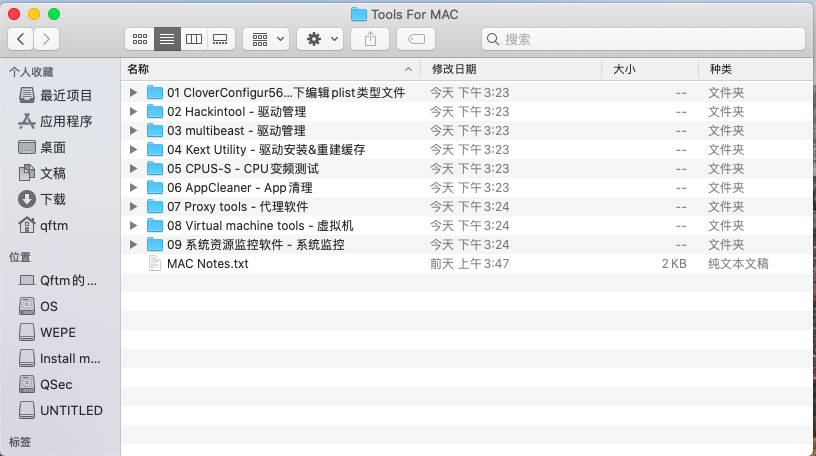 Tools For MAC
搜索
个人收藏
最近项目
应用程序
桌面
文稿
下载
qftm
位置
Qftm的...
OS
WEPE
Install m...
QSec
UNTITLED
标签
名称 修改日期 大小 种类
01 CloverConfigur56...下编辑plist类型文件 今天 下午3:23 -- 文件夹
02 Hackintool - 驱动管理 今天 下午3:23 -- 文件夹
03 multibeast - 驱动管理 今天 下午3:23 -- 文件夹
04 Kext Utility - 驱动安装&重建缓存 今天 下午3:23 -- 文件夹
05 CPUS-S - CPU变频测试 今天 下午3:23 -- 文件夹
06 AppCleaner - App清理 今天 下午3:23 -- 文件夹
07 Proxy tools - 代理软件 今天 下午3:24 -- 文件夹
08 Virtual machine tools - 虚拟机 今天 下午3:24 -- 文件夹
09 系统资源监控软件 - 系统监控 今天 下午3:24 -- 文件夹
MAC Notes.txt 前天 上午3:47 2 KB 纯文本文稿